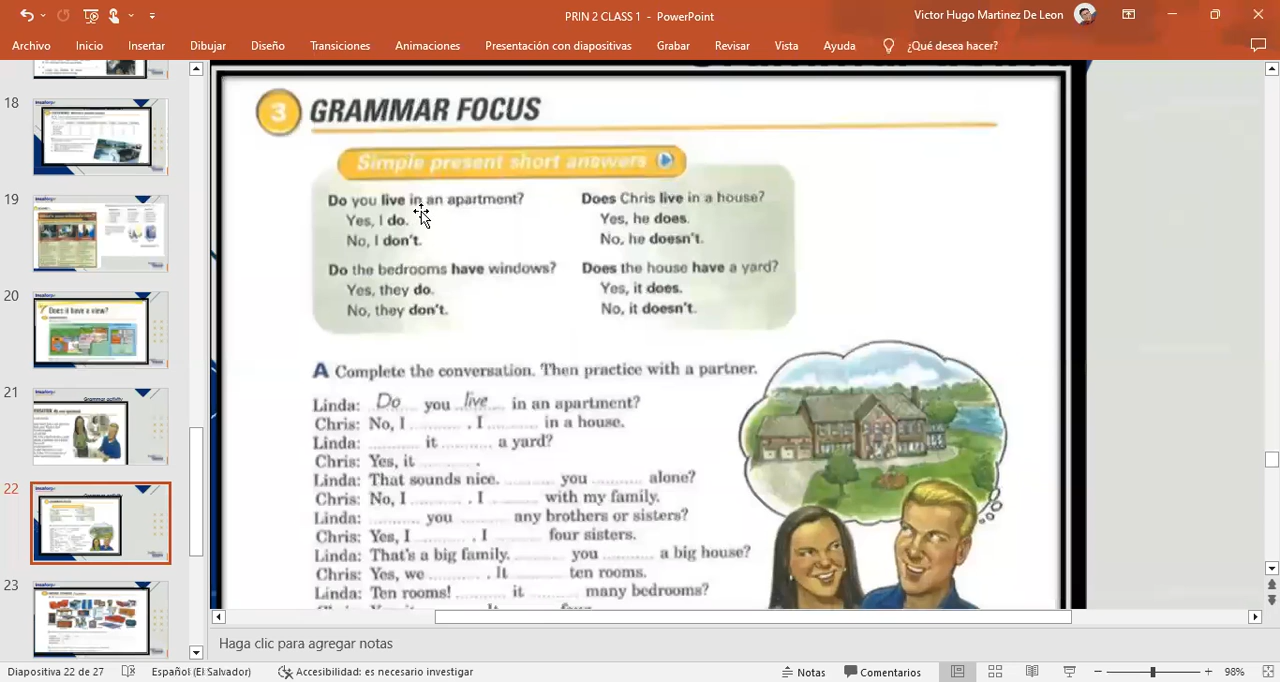 PRIN 2 CLASS 1 - PowerPoint
Victor Hugo Martinez De Leon
Archivo Inicio Insertar Dibujar Diseño Transiciones Animaciones Presentación con diapositivas Grabar Revisar Vista Ayuda ¿Qué desea hacer?
18
19
20
Does it have a view?
21
22
23
3 GRAMMAR FOCUS
Simple present short answers
Do you live in an apartment?
Yes, I do.
No, I don't.
Do the bedrooms have windows?
Yes, they do.
No, they don't.
Does Chris live in a house?
Yes, he does.
No, he doesn't.
Does the house have a yard?
Yes, it does.
No, it doesn't.
A Complete the conversation. Then practice with a partner.
Linda: Do you live in an apartment?
Chris: No, I ........ . I ........ in a house.
Linda: ........ it ........ a yard?
Chris: Yes, it ........ .
Linda: That sounds nice. ........ you ........ alone?
Chris: No, I ........ . I ........ with my family.
Linda: ........ you ........ any brothers or sisters?
Chris: Yes, I ........ . I ........ four sisters.
Linda: That's a big family. ........ you ........ a big house?
Chris: Yes, we ........ . It ........ ten rooms.
Linda: Ten rooms! ........ it ........ many bedrooms?
Haga clic para agregar notas
Diapositiva 22 de 27 Español (El Salvador) Accesibilidad: es necesario investigar Notas Comentarios 98%